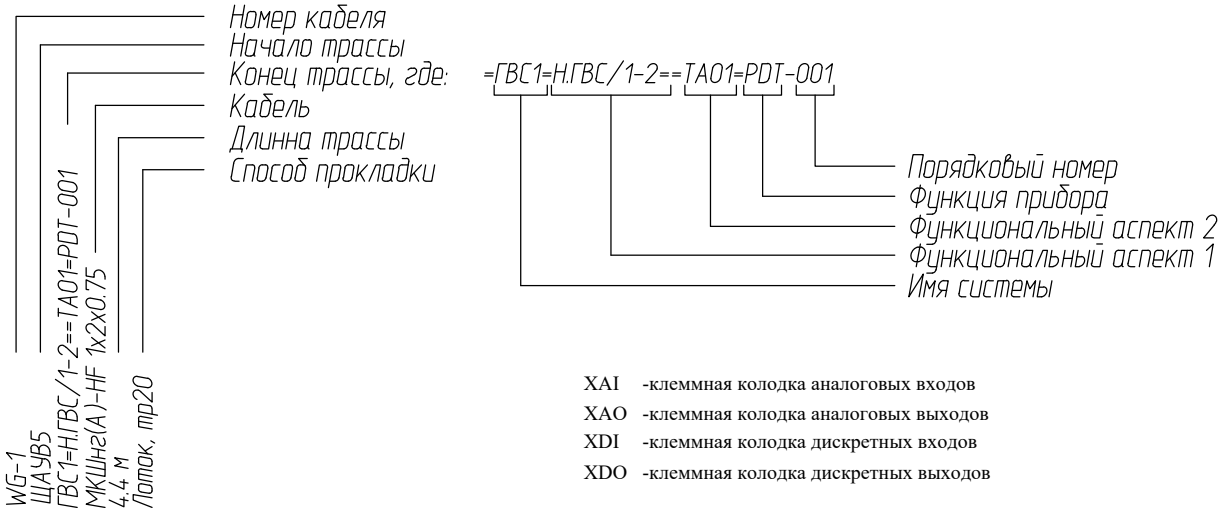 Номер кабеля
Начало трассы
Конец трассы, где:
=ГВС1=Н.ГВС/1-2==ТА01=PDT-001
Кабель
Длинна трассы
Способ прокладки
Порядковый номер
Функция прибора
Функциональный аспект 2
Функциональный аспект 1
Имя системы
WG-1
ЩАУВ5
ГВС1=Н.ГВС/1-2==ТА01=PDT-001
МКШнг(А)-HF 1x2x0.75
4.4 м
Лоток, тр20
XAI -клеммная колодка аналоговых входов
XAO -клеммная колодка аналоговых выходов
XDI -клеммная колодка дискретных входов
XDO -клеммная колодка дискретных выходов